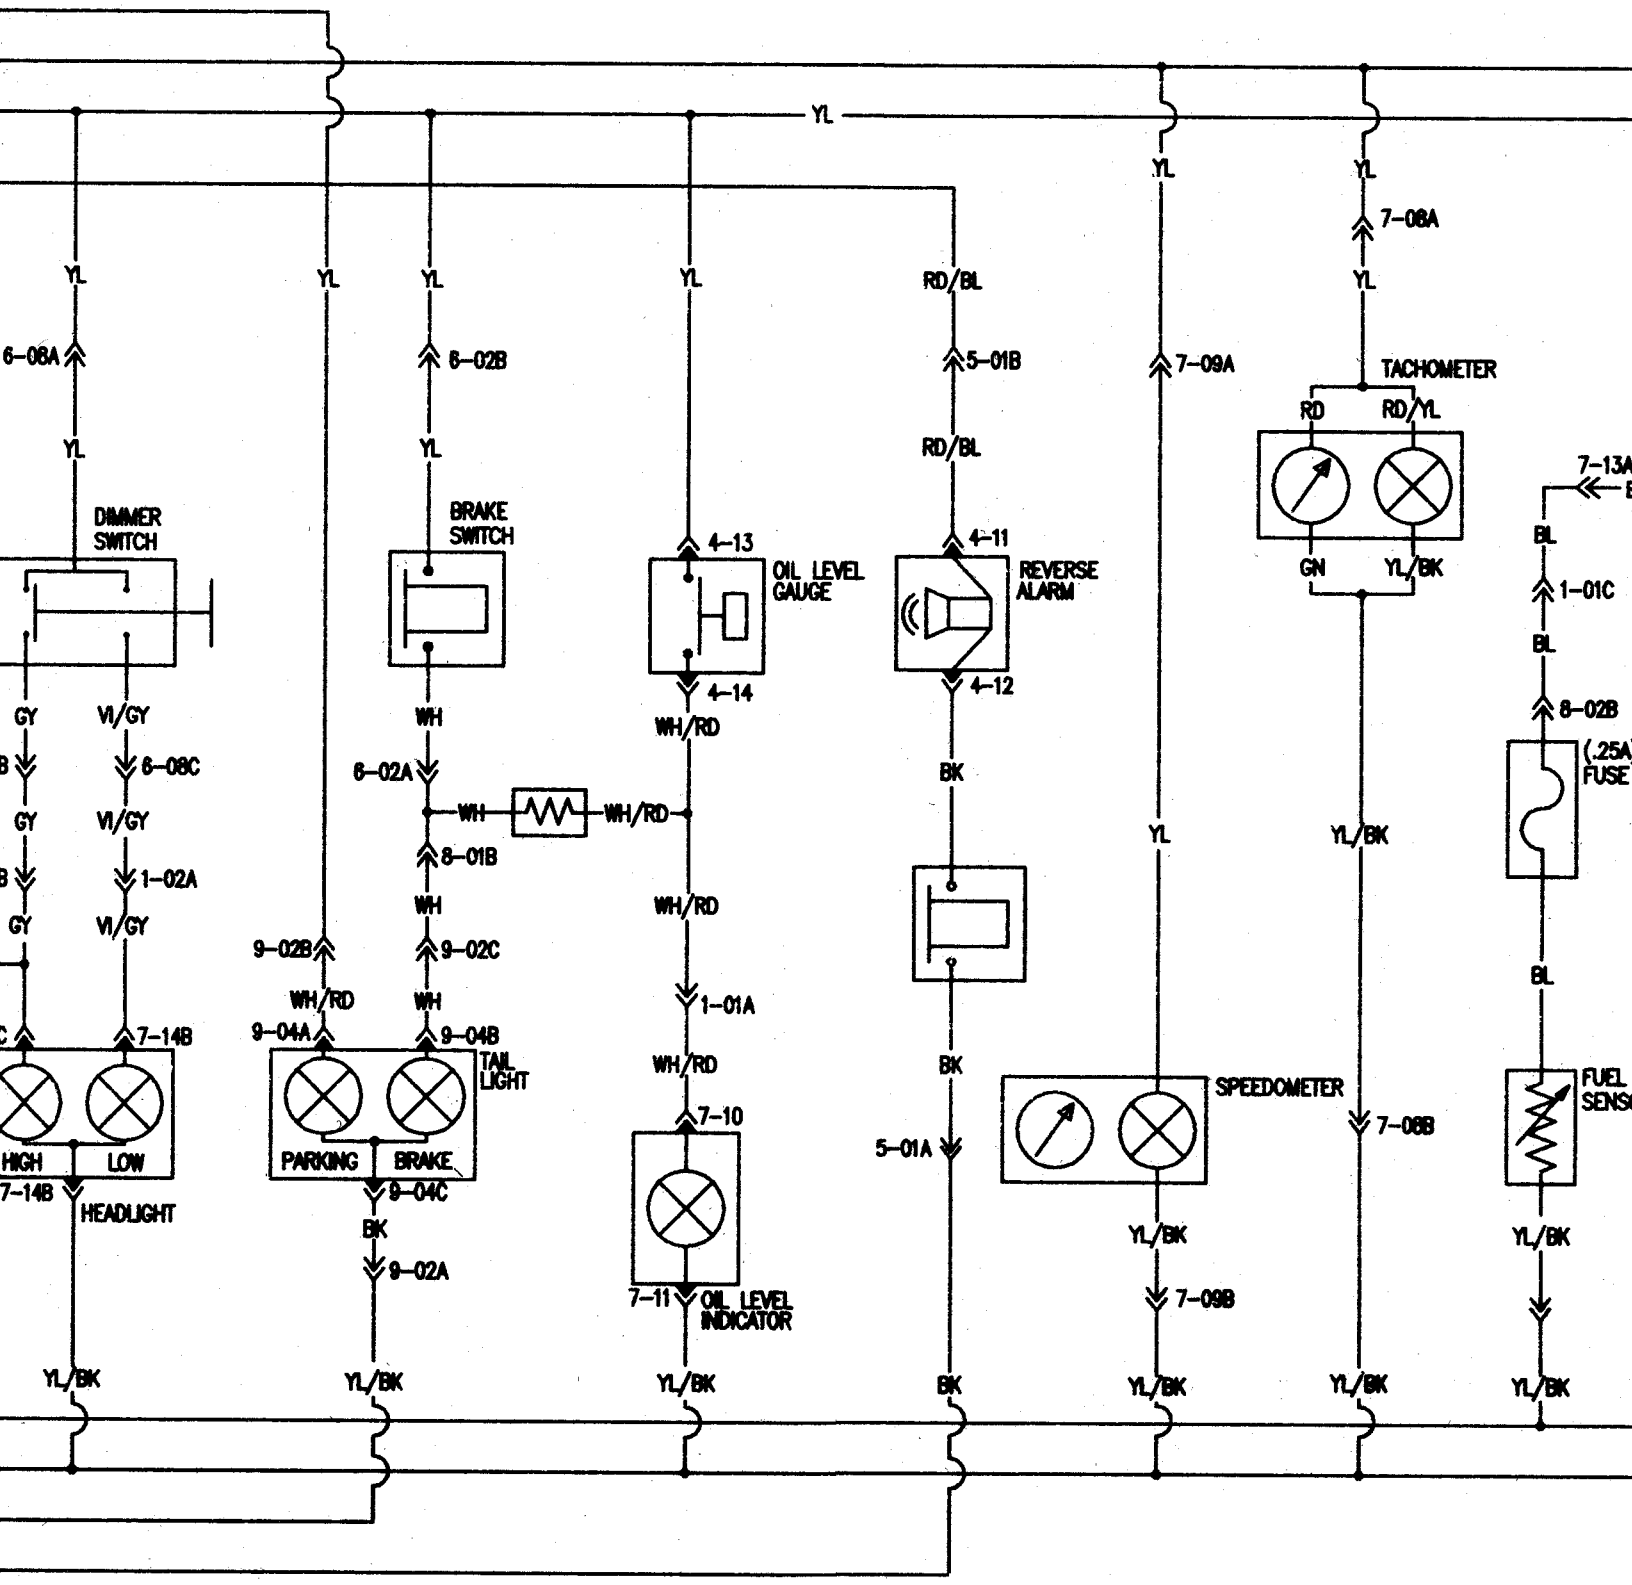 YL
YL
YL
7-08A
YL
YL
YL
YL
YL
RD/BL
YL
6-08A
6-02B
5-01B
7-09A
TACHOMETER
RD
RD/YL
YL
YL
RD/BL
7-13A
DIMMER
SWITCH
BRAKE
SWITCH
4-13
4-11
BL
OIL LEVEL
GAUGE
REVERSE
ALARM
GN
YL/BK
1-01C
BL
4-14
4-12
8-02B
GY
VI/GY
WH
WH/RD
(.25A)
FUSE
B
6-08C
6-02A
BK
GY
VI/GY
WH
WH/RD
YL
YL/BK
8-01B
B
1-02A
GY
VI/GY
WH
WH/RD
9-02B
9-02C
BL
WH/RD
WH
1-01A
C
7-14B
9-04A
9-04B
TAIL
LIGHT
WH/RD
BK
SPEEDOMETER
FUEL
7-10
7-08B
HIGH
LOW
PARKING
BRAKE
5-01A
7-14B
HEADLIGHT
9-04C
BK
YL/BK
YL/BK
9-02A
7-11
OIL LEVEL
INDICATOR
7-09B
YL/BK
YL/BK
YL/BK
BK
YL/BK
YL/BK
YL/BK